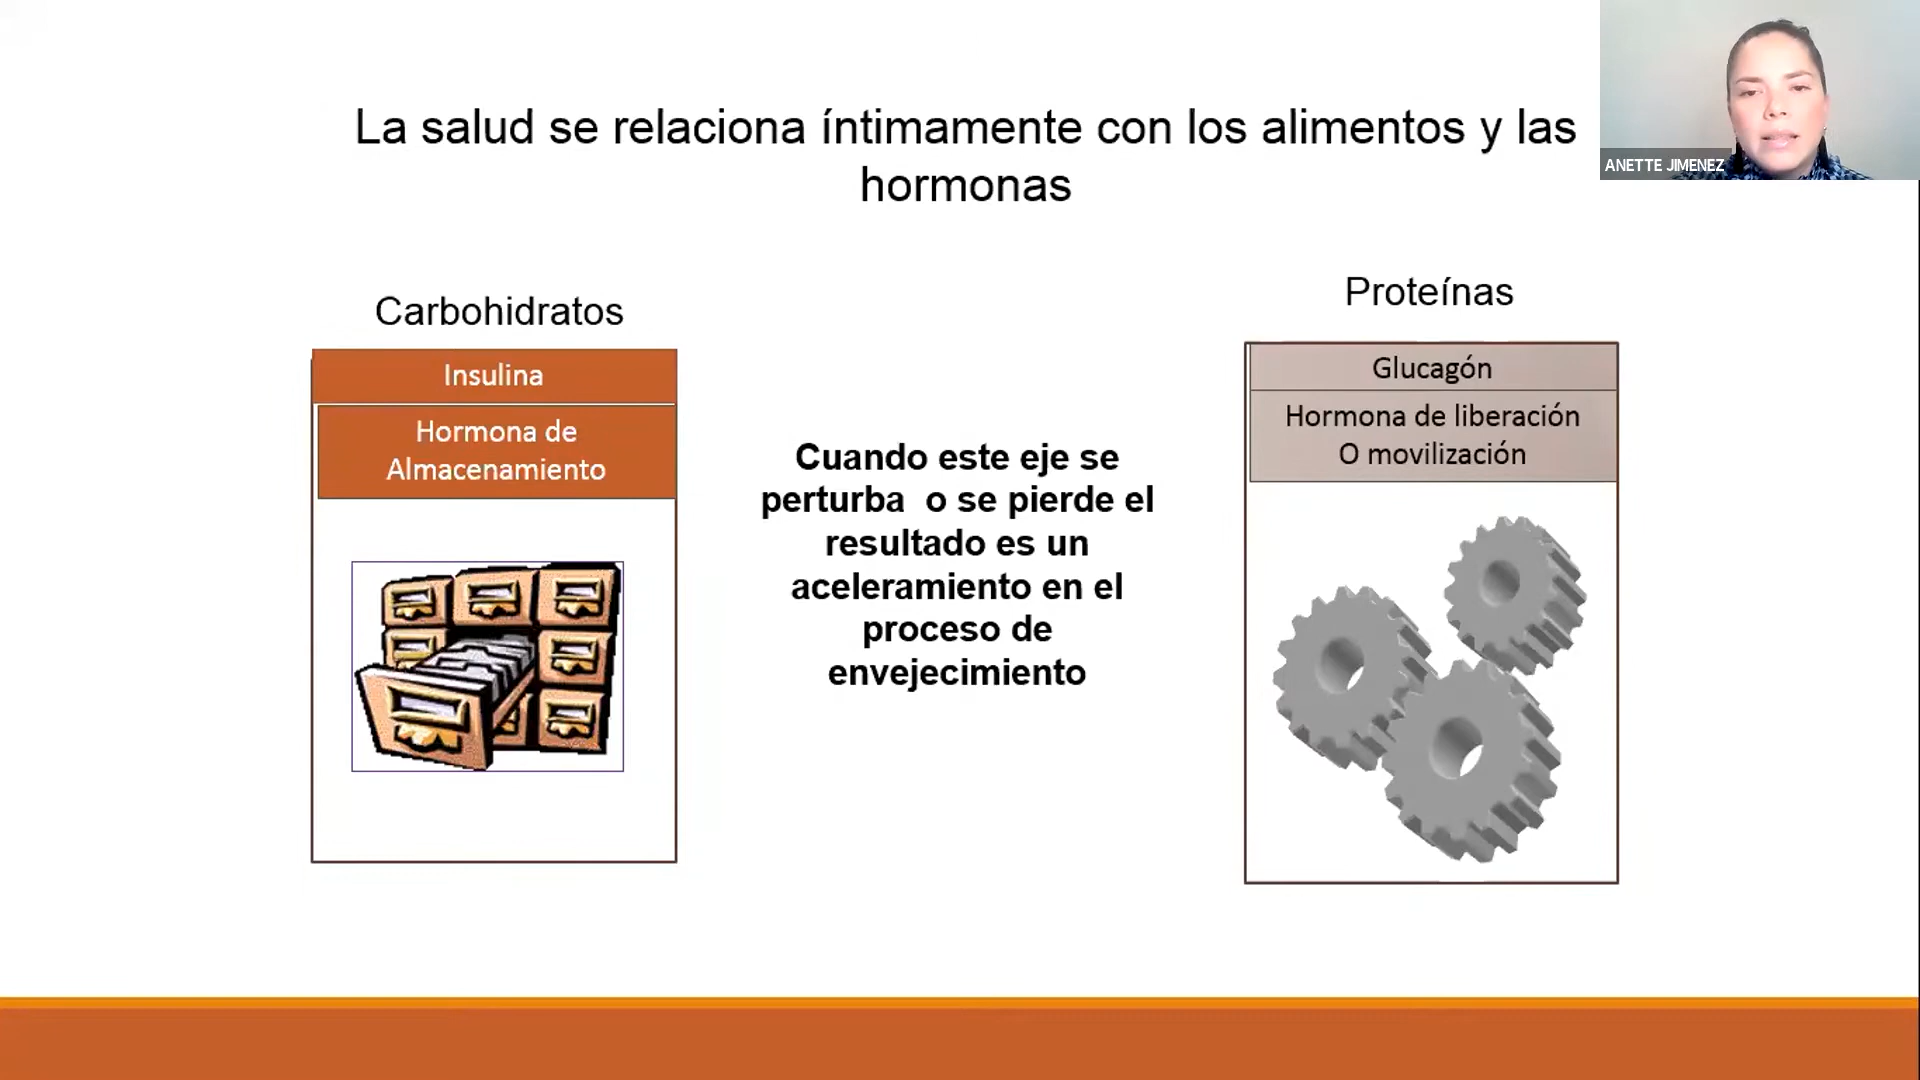 La salud se relaciona íntimamente con los alimentos y las
hormonas
ANETTE JIMENEZ
Carbohidratos
Insulina
Hormona de
Almacenamiento
Cuando este eje se
perturba o se pierde el
resultado es un
aceleramiento en el
proceso de
envejecimiento
Proteínas
Glucagón
Hormona de liberación
O movilización